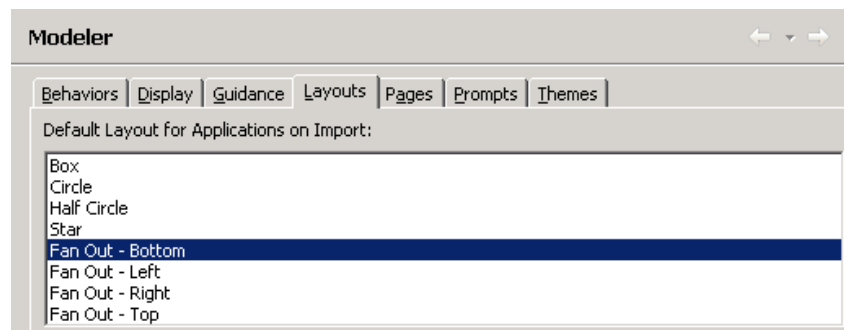 Modeler
Behaviors Display Guidance Layouts Pages Prompts Themes
Default Layout for Applications on Import:
Box
Circle
Half Circle
Star
Fan Out - Bottom
Fan Out - Left
Fan Out - Right
Fan Out - Top